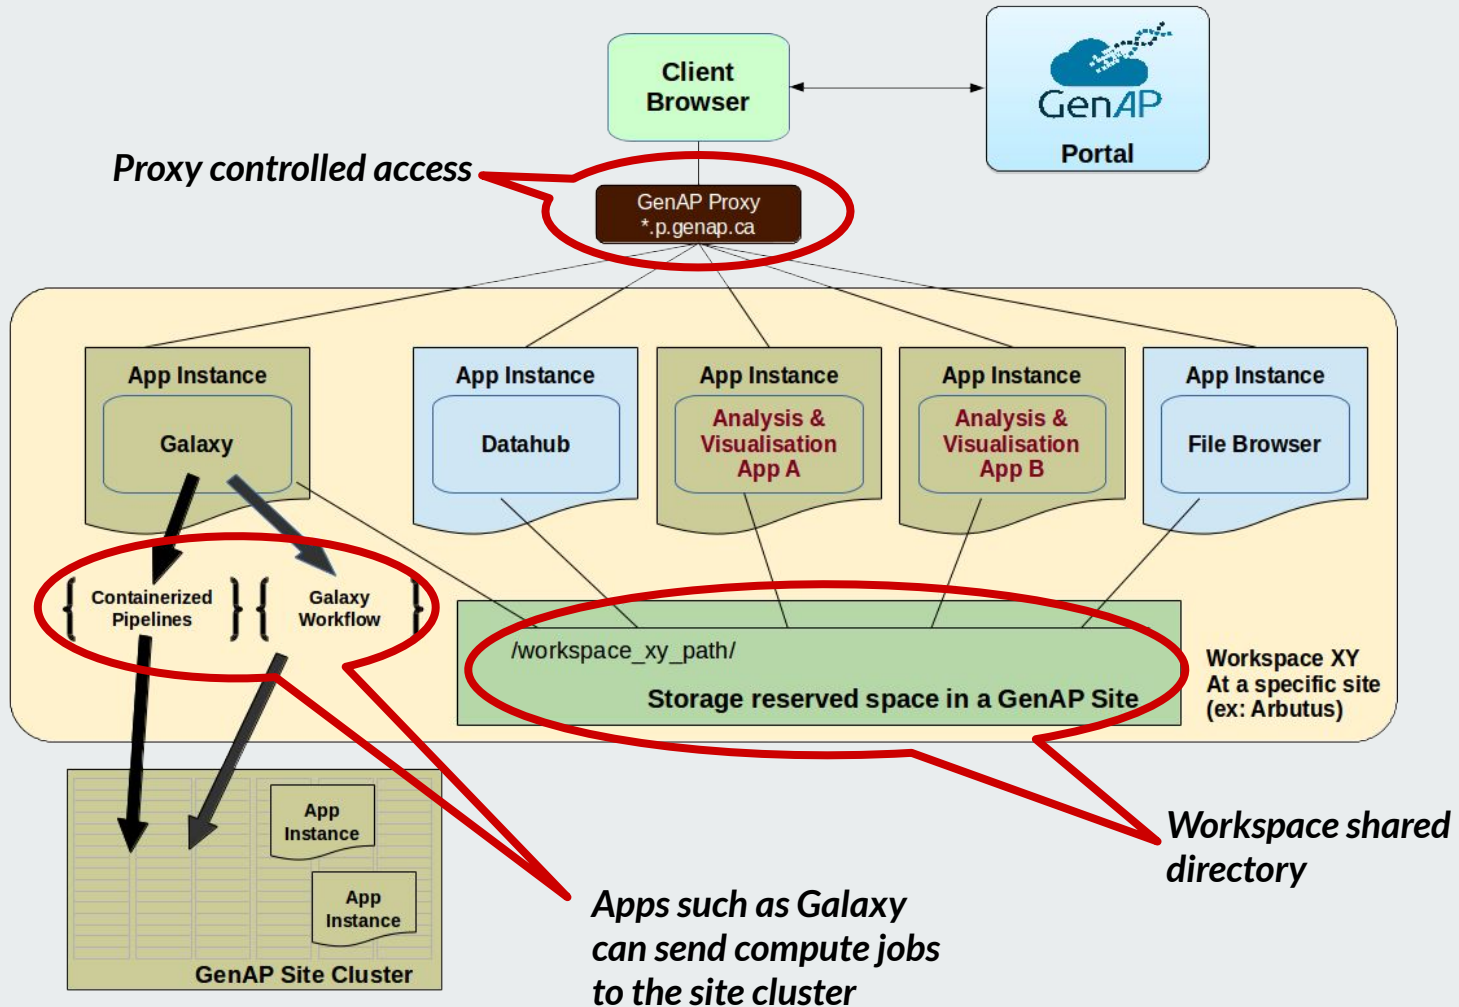 Client
Browser
GenAP
Portal
Proxy controlled access
GenAP Proxy
*.p.genap.ca
App Instance
Galaxy
App Instance
Datahub
App Instance
Analysis &
Visualisation
App A
App Instance
Analysis &
Visualisation
App B
App Instance
File Browser
{ Containerized
Pipelines }
{ Galaxy
Workflow }
/workspace_xy_path/
Storage reserved space in a GenAP Site
Workspace XY
At a specific site
(ex: Arbutus)
App
Instance
App
Instance
GenAP Site Cluster
Apps such as Galaxy
can send compute jobs
to the site cluster
Workspace shared
directory